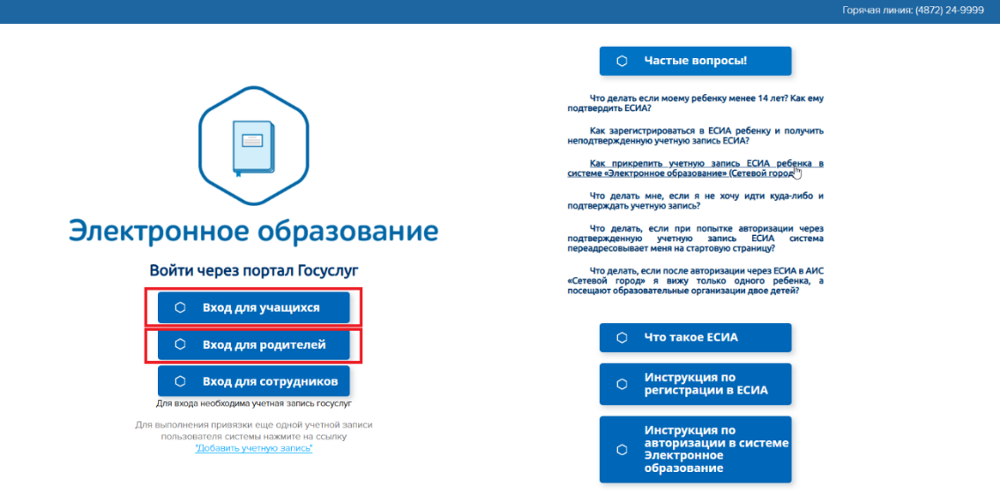 Горячая линия: (4872) 24-9999
Электронное образование
Войти через портал Госуслуг
Вход для учащихся
Вход для родителей
Вход для сотрудников
Для входа необходима учетная запись госуслуг
Для выполнения привязки еще одной учетной записи
пользователя системы нажмите на ссылку
"Добавить учетную запись"
Частые вопросы!
Что делать если моему ребенку менее 14 лет? Как ему
подтвердить ЕСИА?
Как зарегистрироваться в ЕСИА ребенку и получить
неподтвержденную учетную запись ЕСИА?
Как прикрепить учетную запись ЕСИА ребенка в
системе «Электронное образование» (Сетевой город
Что делать мне, если я не хочу идти куда-либо и
подтверждать учетную запись?
Что делать, если при попытке авторизации через
подтвержденную учетную запись ЕСИА система
переадресовывает меня на стартовую страницу?
Что делать, если после авторизации через ЕСИА в АИС
«Сетевой город» я вижу только одного ребенка, а
посещают образовательные организации двое детей?
Что такое ЕСИА
Инструкция по
регистрации в ЕСИА
Инструкция по
авторизации в системе
Электронное
образование